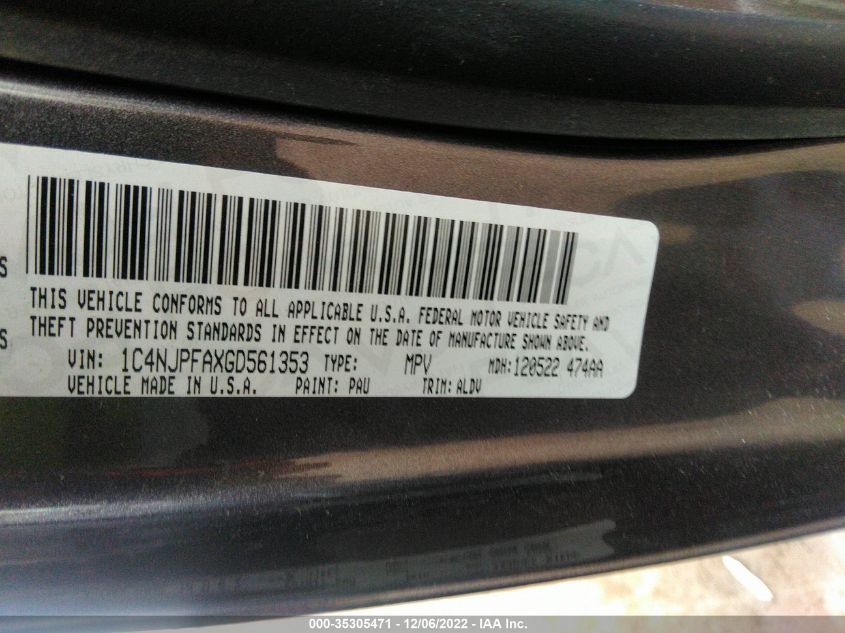 S
THIS VEHICLE CONFORMS TO ALL APPLICABLE U.S.A. FEDERAL MOTOR VEHICLE SAFETY AND
S THEFT PREVENTION STANDARDS IN EFFECT ON THE DATE OF MANUFACTURE SHOWN ABOVE.
VIN: 1C4NJPFAXGD561353 TYPE: MPV MDH:120522 474AA
VEHICLE MADE IN U.S.A. PAINT: PAU TRIM: ALDV
000-35305471 - 12/06/2022 - IAA Inc.